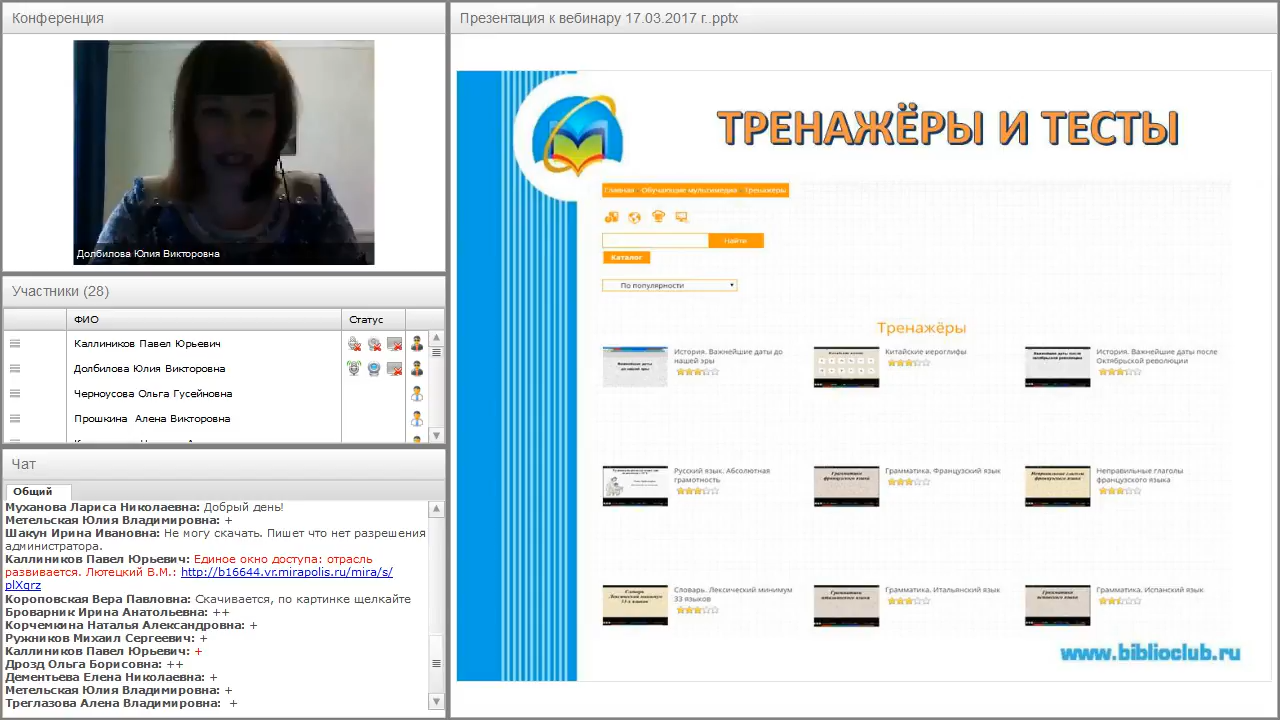 Конференция
Долбилова Юлия Викторовна
Участники (28)
ФИО
Статус
Каллиников Павел Юрьевич
Долбилова Юлия Викторовна
Черноусова Ольга Гусейновна
Прошкина Алена Викторовна
Чат
Общий
Муханова Лариса Николаевна: Добрый день!
Метельская Юлия Владимировна: +
Шакун Ирина Ивановна: Не могу скачать. Пишет что нет разрешения
администратора.
Каллиников Павел Юрьевич: Единое окно доступа: отрасль
развивается. Лютецкий В.М.: http://b16644.vr.mirapolis.ru/mira/s/
plXqrz
Короновская Вера Павловна: Скачивается, по картинке щелкайте
Броварник Ирина Анатольевна: ++
Корчемкина Наталья Александровна: +
Ружников Михаил Сергеевич: +
Каллиников Павел Юрьевич: +
Дрозд Ольга Борисовна: ++
Дементьева Елена Николаевна: +
Метельская Юлия Владимировна: +
Треглазова Алена Владимировна: +
Презентация к вебинару 17.03.2017 г..pptx
ТРЕНАЖЁРЫ И ТЕСТЫ
Главная Обучающие мультимедиа Тренажеры
Найти
Каталог
По популярности
Тренажёры
История. Важнейшие даты до
нашей эры
Китайские иероглифы
История. Важнейшие даты после
Октябрьской революции
Русский язык. Абсолютная
грамотность
Грамматика. Французский язык
Неправильные глаголы
французского языка
Словарь. Лексический минимум
33 языков
Грамматика. Итальянский язык
Грамматика. Испанский язык
www.biblioclub.ru